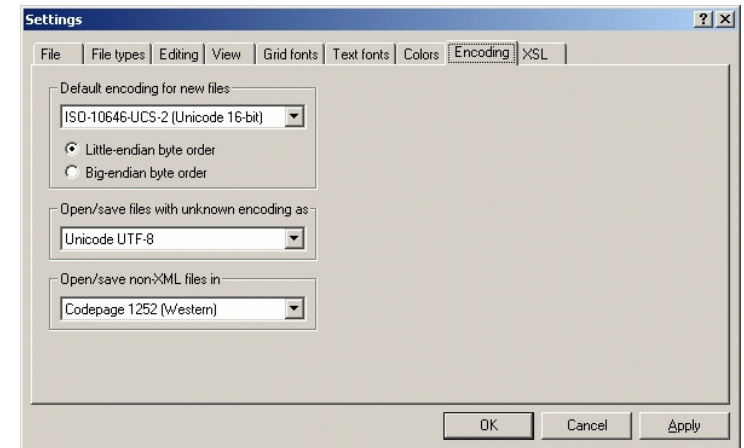 Settings
File File types Editing View Grid fonts Text fonts Colors Encoding XSL
Default encoding for new files
ISO-10646-UCS-2 (Unicode 16-bit)
Little-endian byte order
Big-endian byte order
Open/save files with unknown encoding as
Unicode UTF-8
Open/save non-XML files in
Codepage 1252 (Western)
OK Cancel Apply